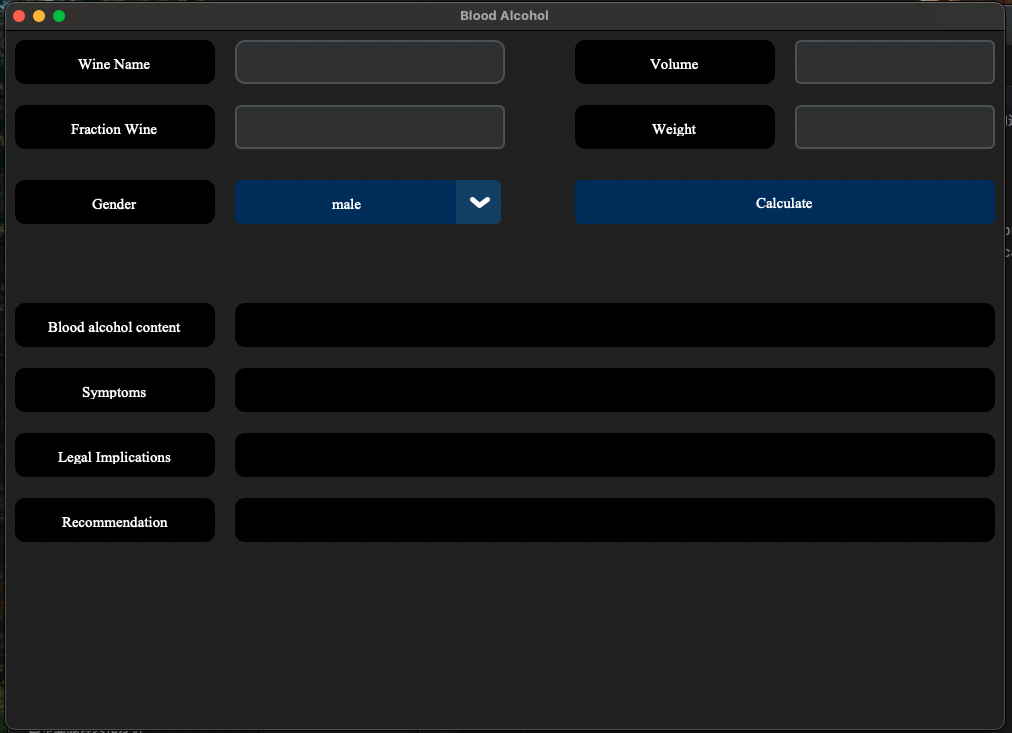 Blood Alcohol
Wine Name
Volume
Fraction Wine
Weight
Gender
male
Calculate
Blood alcohol content
Symptoms
Legal Implications
Recommendation